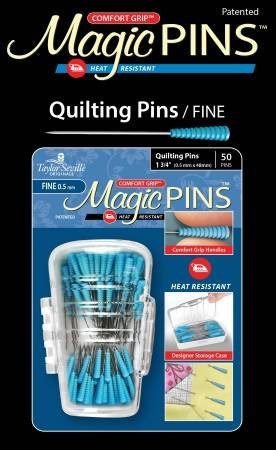 Patented
COMFORT GRIP™
Magic PINS™
HEAT RESISTANT
Quilting Pins / FINE
Taylor Seville
ORIGINALS
Quilting Pins
1 3/4" (0.5 mm x 48mm)
50
PINS
FINE 0.5 mm
COMFORT GRIP™
Magic PINS™
PATENTED
HEAT RESISTANT
Comfort Grip Handles
HEAT RESISTANT
Designer Storage Case